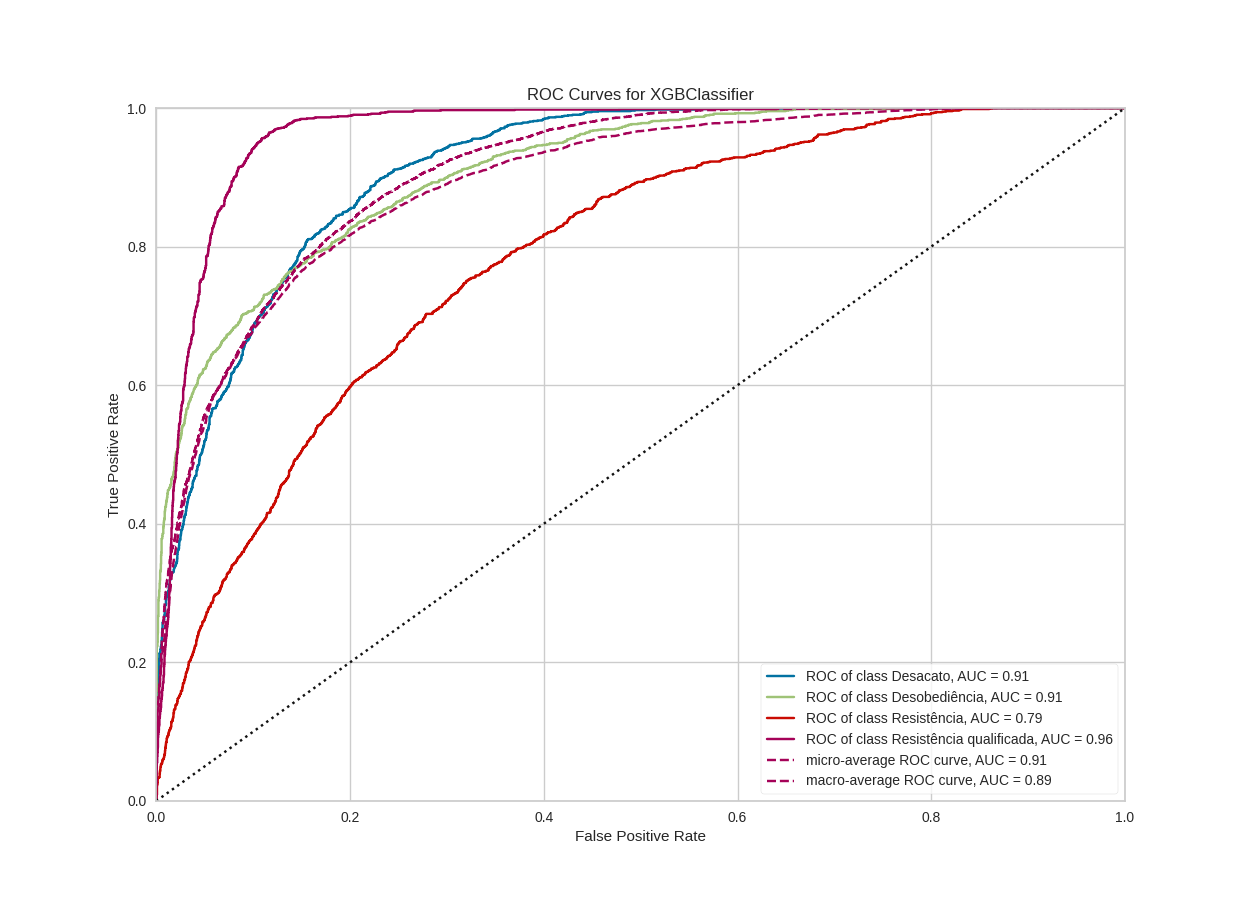 ROC Curves for XGBClassifier
1.0
0.8
0.6
0.4
0.2
0.0
True Positive Rate
0.0 0.2 0.4 0.6 0.8 1.0
False Positive Rate
ROC of class Desacato, AUC = 0.91
ROC of class Desobediência, AUC = 0.91
ROC of class Resistência, AUC = 0.79
ROC of class Resistência qualificada, AUC = 0.96
micro-average ROC curve, AUC = 0.91
macro-average ROC curve, AUC = 0.89